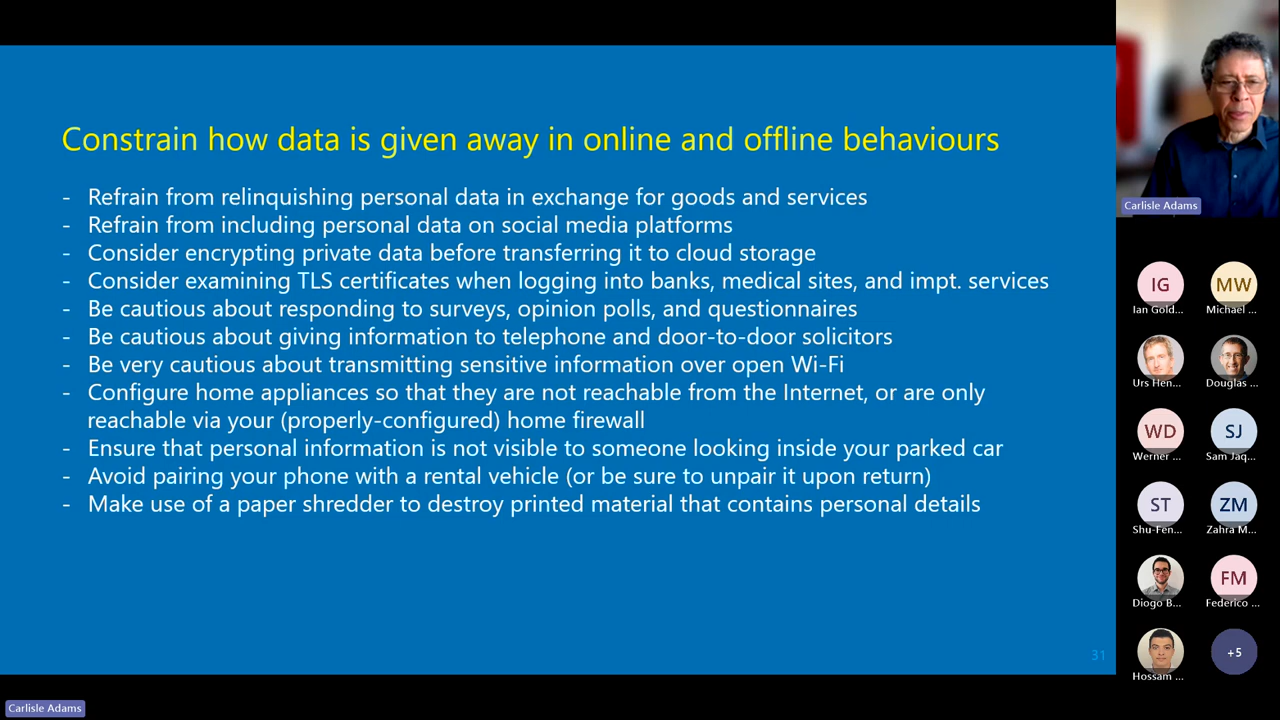 Constrain how data is given away in online and offline behaviours
- Refrain from relinquishing personal data in exchange for goods and services
- Refrain from including personal data on social media platforms
- Consider encrypting private data before transferring it to cloud storage
- Consider examining TLS certificates when logging into banks, medical sites, and impt. services
- Be cautious about responding to surveys, opinion polls, and questionnaires
- Be cautious about giving information to telephone and door-to-door solicitors
- Be very cautious about transmitting sensitive information over open Wi-Fi
- Configure home appliances so that they are not reachable from the Internet, or are only
reachable via your (properly-configured) home firewall
- Ensure that personal information is not visible to someone looking inside your parked car
- Avoid pairing your phone with a rental vehicle (or be sure to unpair it upon return)
- Make use of a paper shredder to destroy printed material that contains personal details
31
Carlisle Adams
Carlisle Adams
IG
MW
Ian Gold...
Michael ...
Urs Hen...
Douglas ...
WD
SJ
Werner ...
Sam Jaq...
ST
ZM
Shu-Fen...
Zahra M...
FM
Diogo B...
Federico ...
+5
Hossam ...